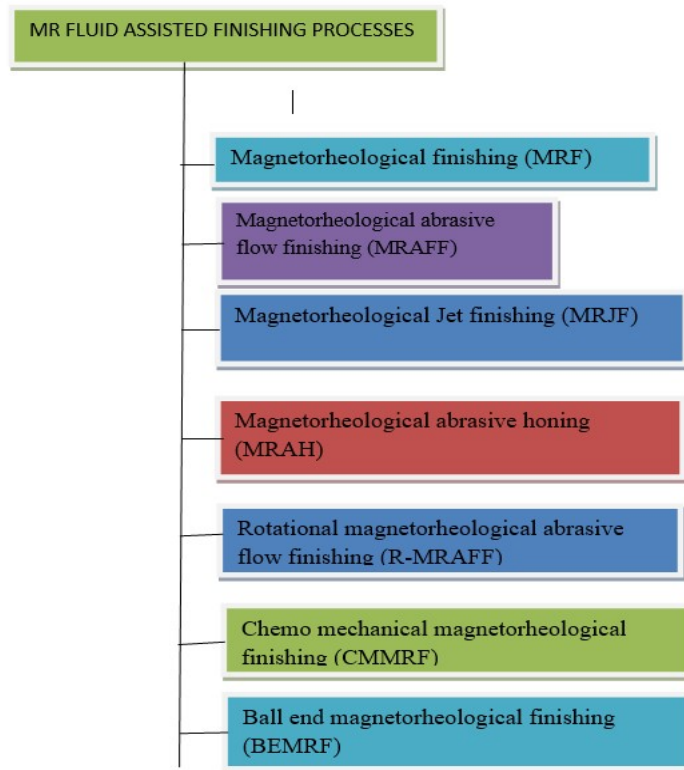 MR FLUID ASSISTED FINISHING PROCESSES
Magnetorheological finishing (MRF)
Magnetorheological abrasive
flow finishing (MRAFF)
Magnetorheological Jet finishing (MRJF)
Magnetorheological abrasive honing
(MRAH)
Rotational magnetorheological abrasive
flow finishing (R-MRAFF)
Chemo mechanical magnetorheological
finishing (CMMRF)
Ball end magnetorheological finishing
(BEMRF)